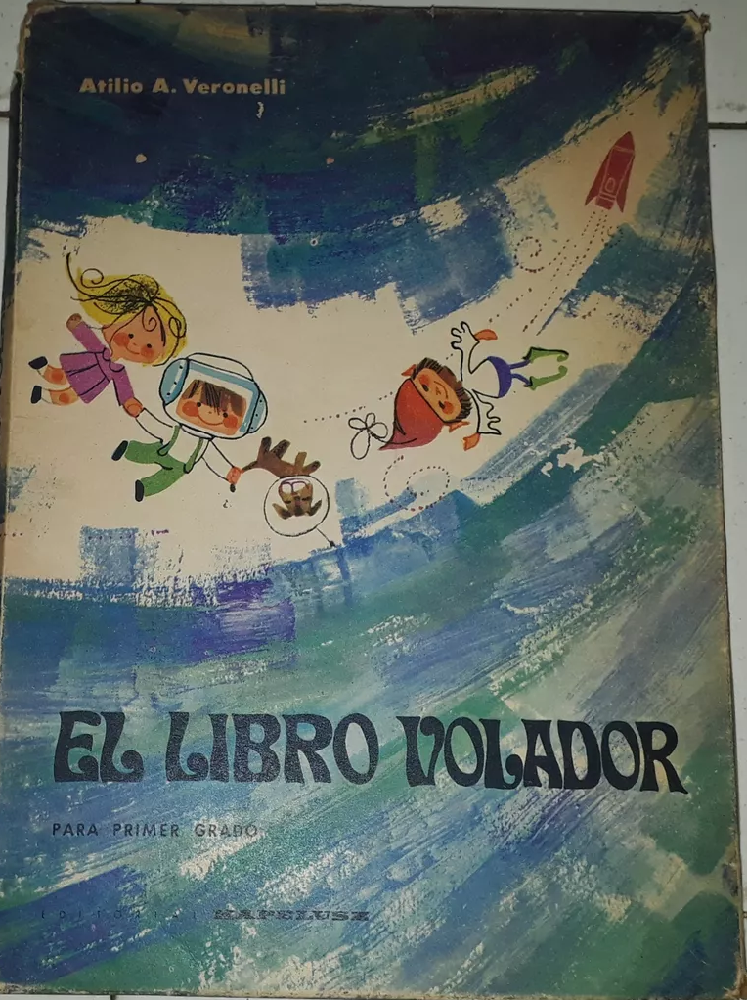 Atilio A. Veronelli
EL LIBRO VOLADOR
PARA PRIMER GRADO
EDITORIAL KAPELUSZ